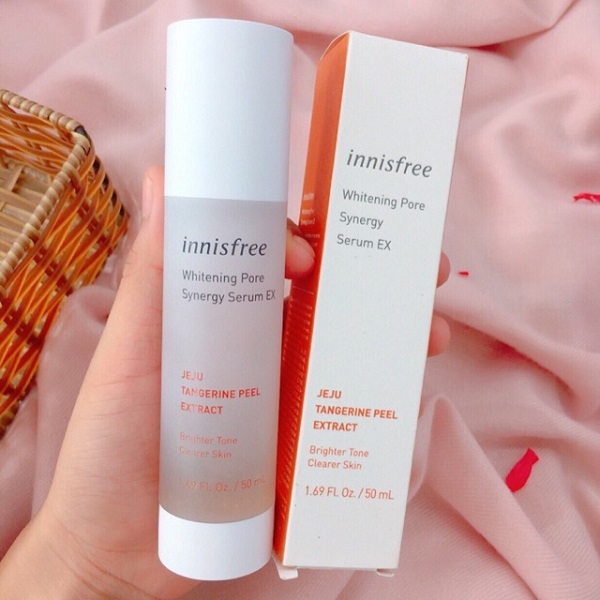 innisfree
Whitening Pore
Synergy Serum EX
JEJU
TANGERINE PEEL
EXTRACT
Brighter Tone
Clearer Skin
1.69 FL Oz. / 50 mL
innisfree
Whitening Pore
Synergy
Serum EX
JEJU
TANGERINE PEEL
EXTRACT
Brighter Tone
Clearer Skin
1.69 FL Oz. / 50 mL